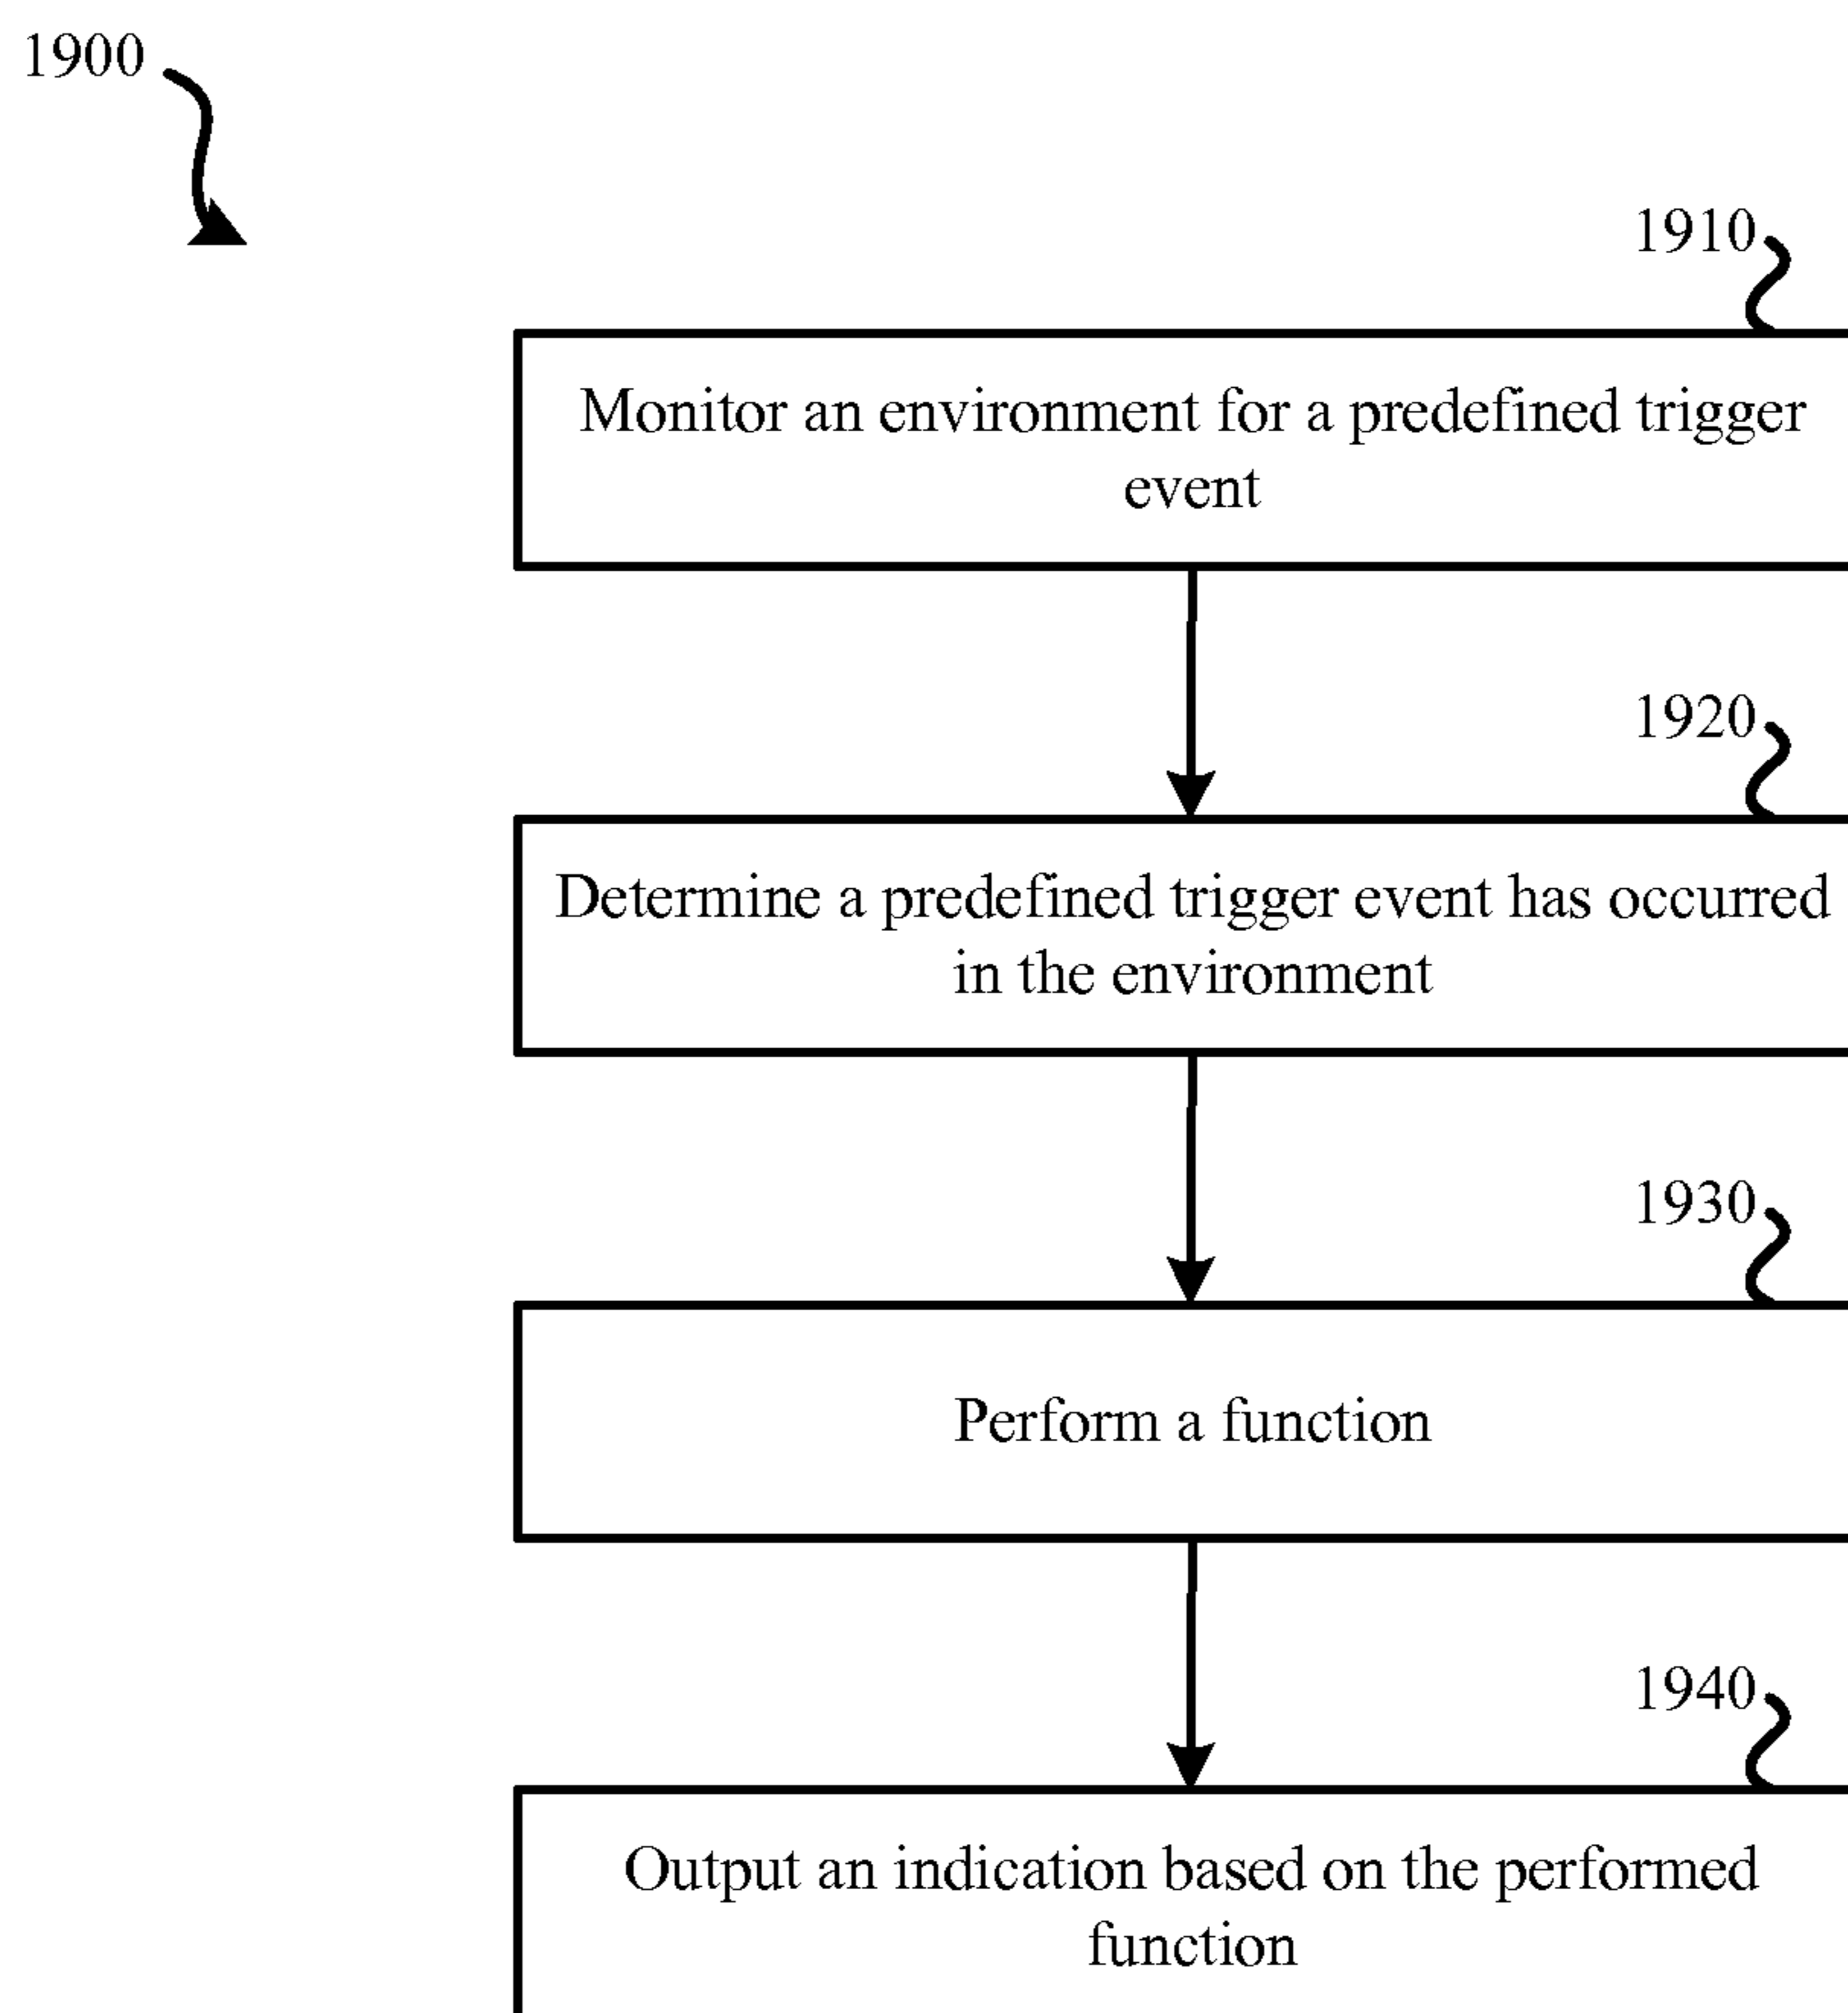 1900
1910
Monitor an environment for a predefined trigger
event
1920
Determine a predefined trigger event has occurred
in the environment
1930
Perform a function
1940
Output an indication based on the performed
function